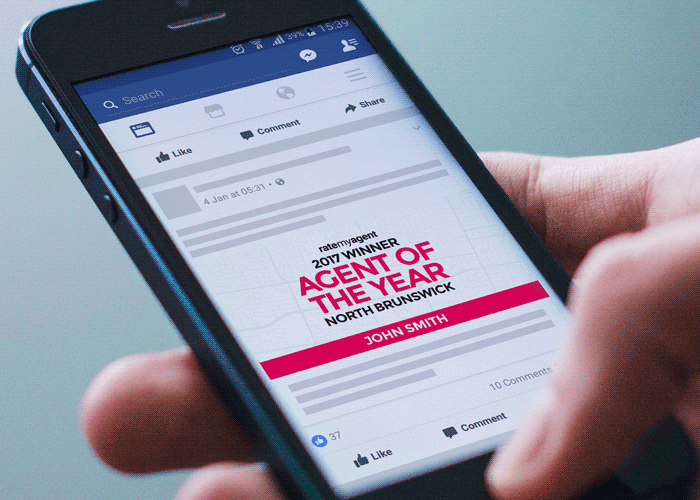 39% 15:39
Search
Like Comment Share
4 Jan at 05:31
ratemyagent
2017 WINNER
AGENT OF
THE YEAR
NORTH BRUNSWICK
JOHN SMITH
37 10 Comments
Like Comment